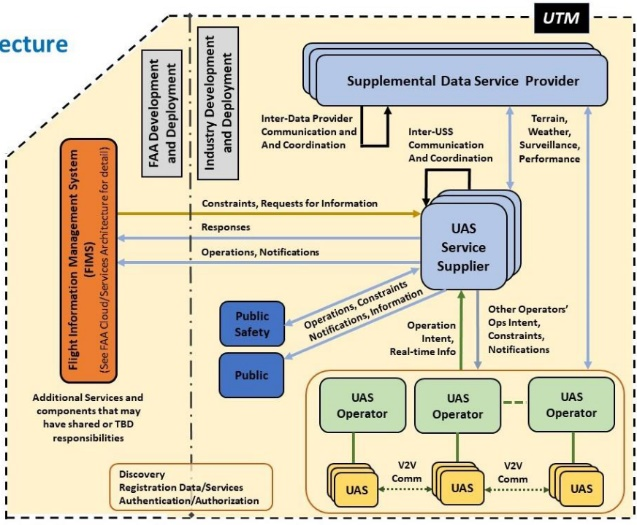 ecture
UTM
FAA Development
and Deployment
Industry Development
and Deployment
Supplemental Data Service Provider
Inter-Data Provider
Communication and
And Coordination
Inter-USS
Communication
And Coordination
Terrain,
Weather,
Surveillance,
Performance
Flight Information Management System
(FIMS)
(See FAA Cloud/Services Architecture for detail)
Constraints, Requests for Information
Responses
Operations, Notifications
UAS
Service
Supplier
Public
Safety
Public
Operations, Constraints
Notifications, Information
Operation
Intent,
Real-time Info
Other Operators'
Ops Intent,
Constraints,
Notifications
Additional Services and
components that may
have shared or TBD
responsibilities
UAS
Operator
UAS
Operator
UAS
Operator
UAS
V2V
Comm
UAS
V2V
Comm
UAS
Discovery
Registration Data/Services
Authentication/Authorization